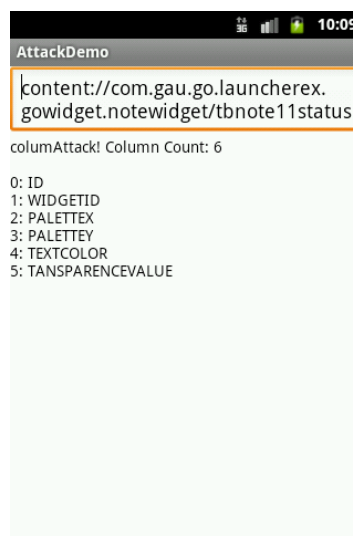 3G 10:09
AttackDemo
content://com.gau.go.launcherex.
gowidget.notewidget/tbnote11status
columAttack! Column Count: 6
0: ID
1: WIDGETID
2: PALETTEX
3: PALETTEY
4: TEXTCOLOR
5: TANSPARENCEVALUE